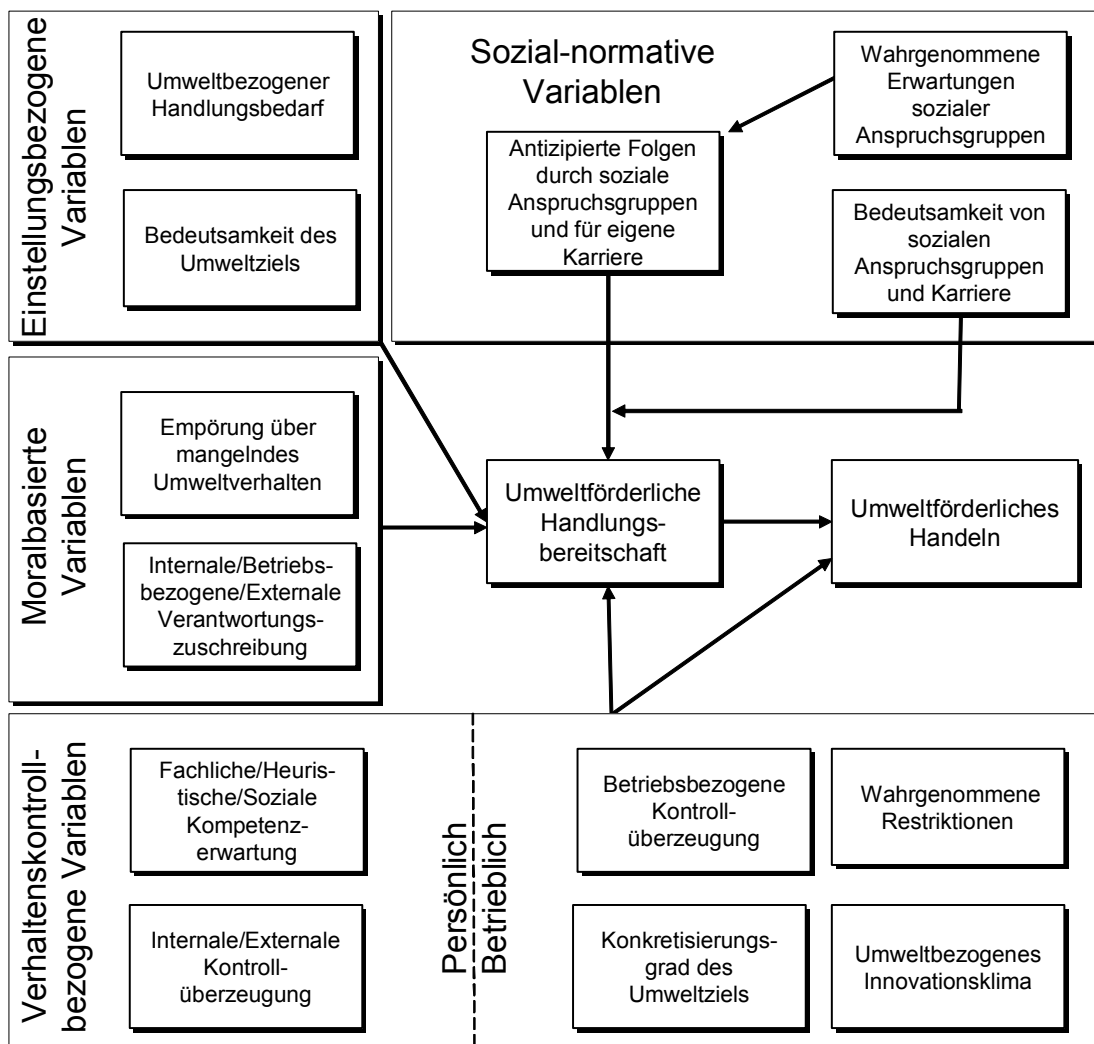 Einstellungsbezogene
Variablen
Umweltbezogener
Handlungsbedarf
Bedeutsamkeit des
Umweltziels
Sozial-normative
Variablen
Wahrgenommene
Erwartungen
sozialer
Anspruchsgruppen
Antizipierte Folgen
durch soziale
Anspruchsgruppen
und für eigene
Karriere
Bedeutsamkeit von
sozialen
Anspruchsgruppen
und Karriere
Moralbasierte
Variablen
Empörung über
mangelndes
Umweltverhalten
Internale/Betriebs-
bezogene/Externale
Verantwortungs-
zuschreibung
Umweltförderliche
Handlungs-
bereitschaft
Umweltförderliches
Handeln
Verhaltenskontroll-
bezogene Variablen
Fachliche/Heuris-
tische/Soziale
Kompetenz-
erwartung
Internale/Externale
Kontroll-
überzeugung
Persönlich
Betrieblich
Betriebsbezogene
Kontroll-
überzeugung
Wahrgenommene
Restriktionen
Konkretisierungs-
grad des
Umweltziels
Umweltbezogenes
Innovationsklima